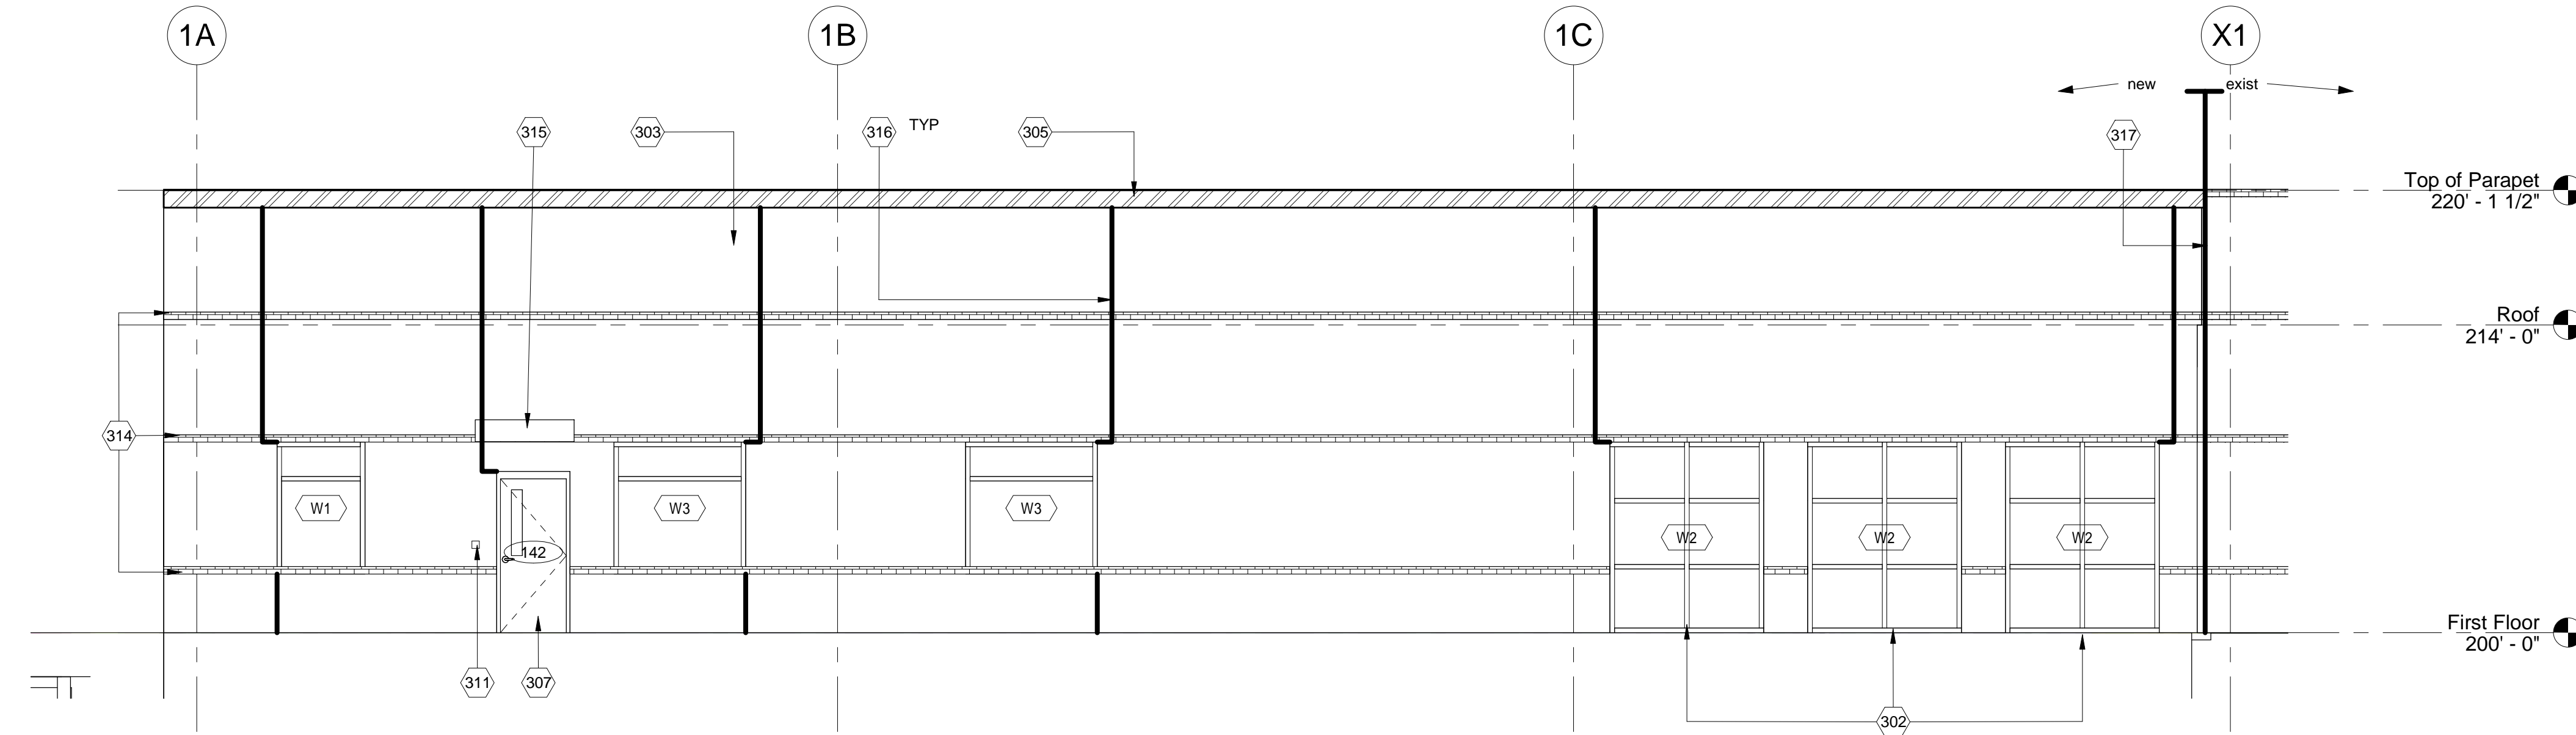 1A
1B
1C
X1
new
exist
315
303
316
TYP
305
317
Top of Parapet
220' - 1 1/2"
Roof
214' - 0"
314
W1
W3
W3
W2
W2
W2
142
First Floor
200' - 0"
311
307
302